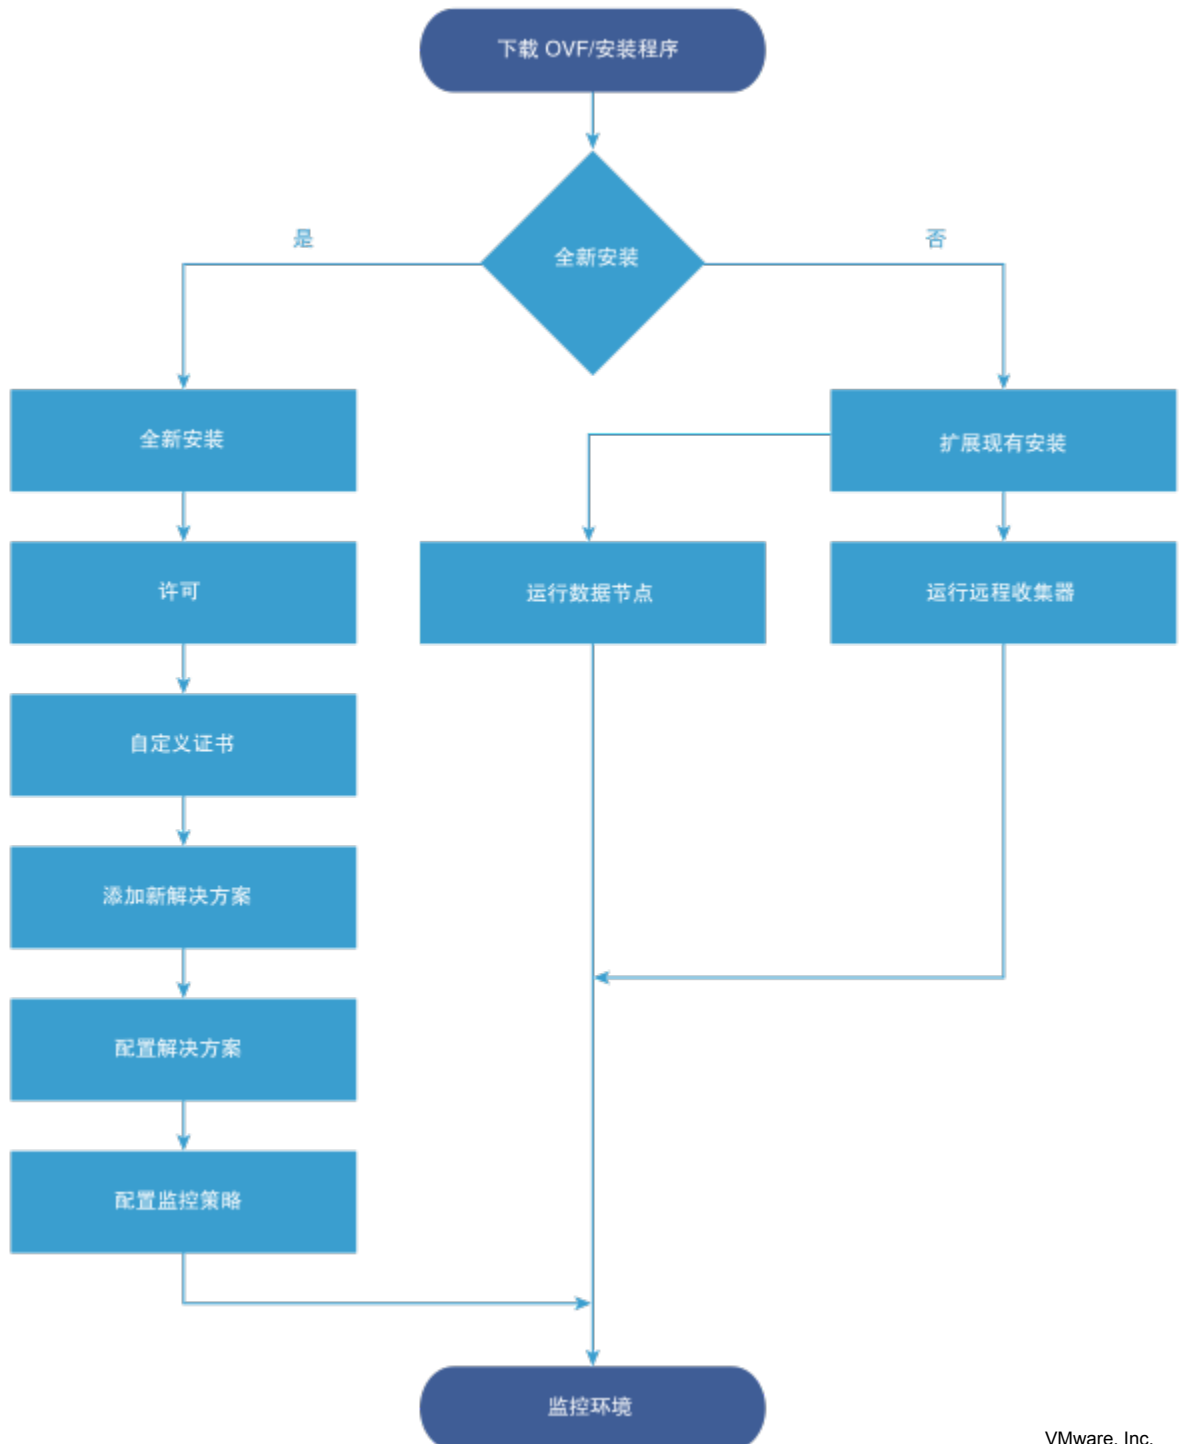 下载 OVF/安装程序
全新安装
是
否
全新安装
扩展现有安装
许可
运行数据节点
运行远程收集器
自定义证书
添加新解决方案
配置解决方案
配置监控策略
监控环境
VMware, Inc.